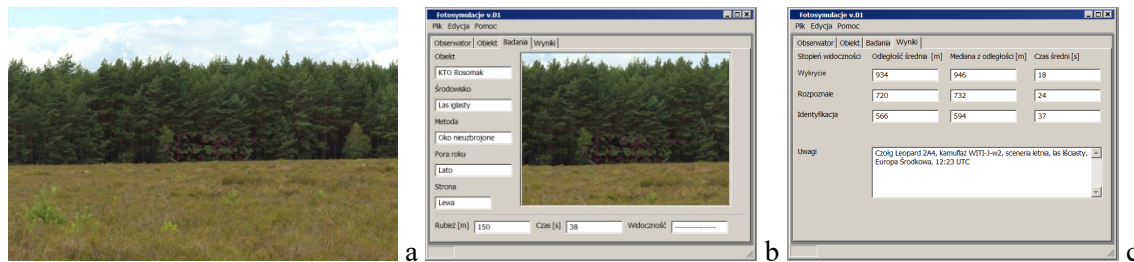 Fotosymulacje v.01
Plik Edycja Pomoc
Obserwator Obiekt Badania Wyniki
Obiekt
KTO Rosomak
Środowisko
Las iglasty
Metoda
Oko nieuzbrojone
Pora roku
Lato
Strona
Lewa
Rubież [m] 150 Czas [s] 38 Widoczność ----------------
Fotosymulacje v.01
Plik Edycja Pomoc
Obserwator Obiekt Badania Wyniki
Stopień widoczności Odległość średnia [m] Mediana z odległości [m] Czas średni [s]
Wykrycie 934 946 18
Rozpoznaie 720 732 24
Identyfikacja 566 594 37
Uwagi
Czołg Leopard 2A4, kamuflaż WITI-J-w2, sceneria letnia, las liściasty,
Europa Środkowa, 12:23 UTC
a b c